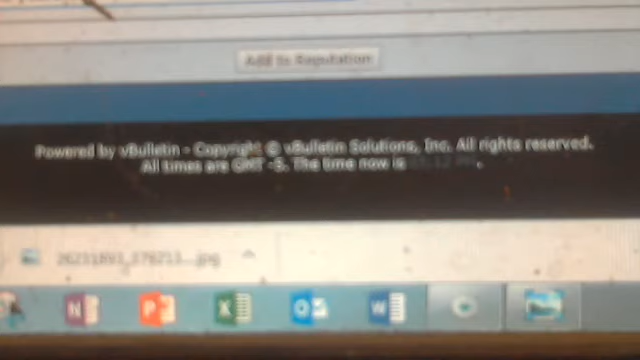 Add to Reputation
Powered by vBulletin - Copyright © vBulletin Solutions, Inc. All rights reserved.
All times are GMT -5. The time now is